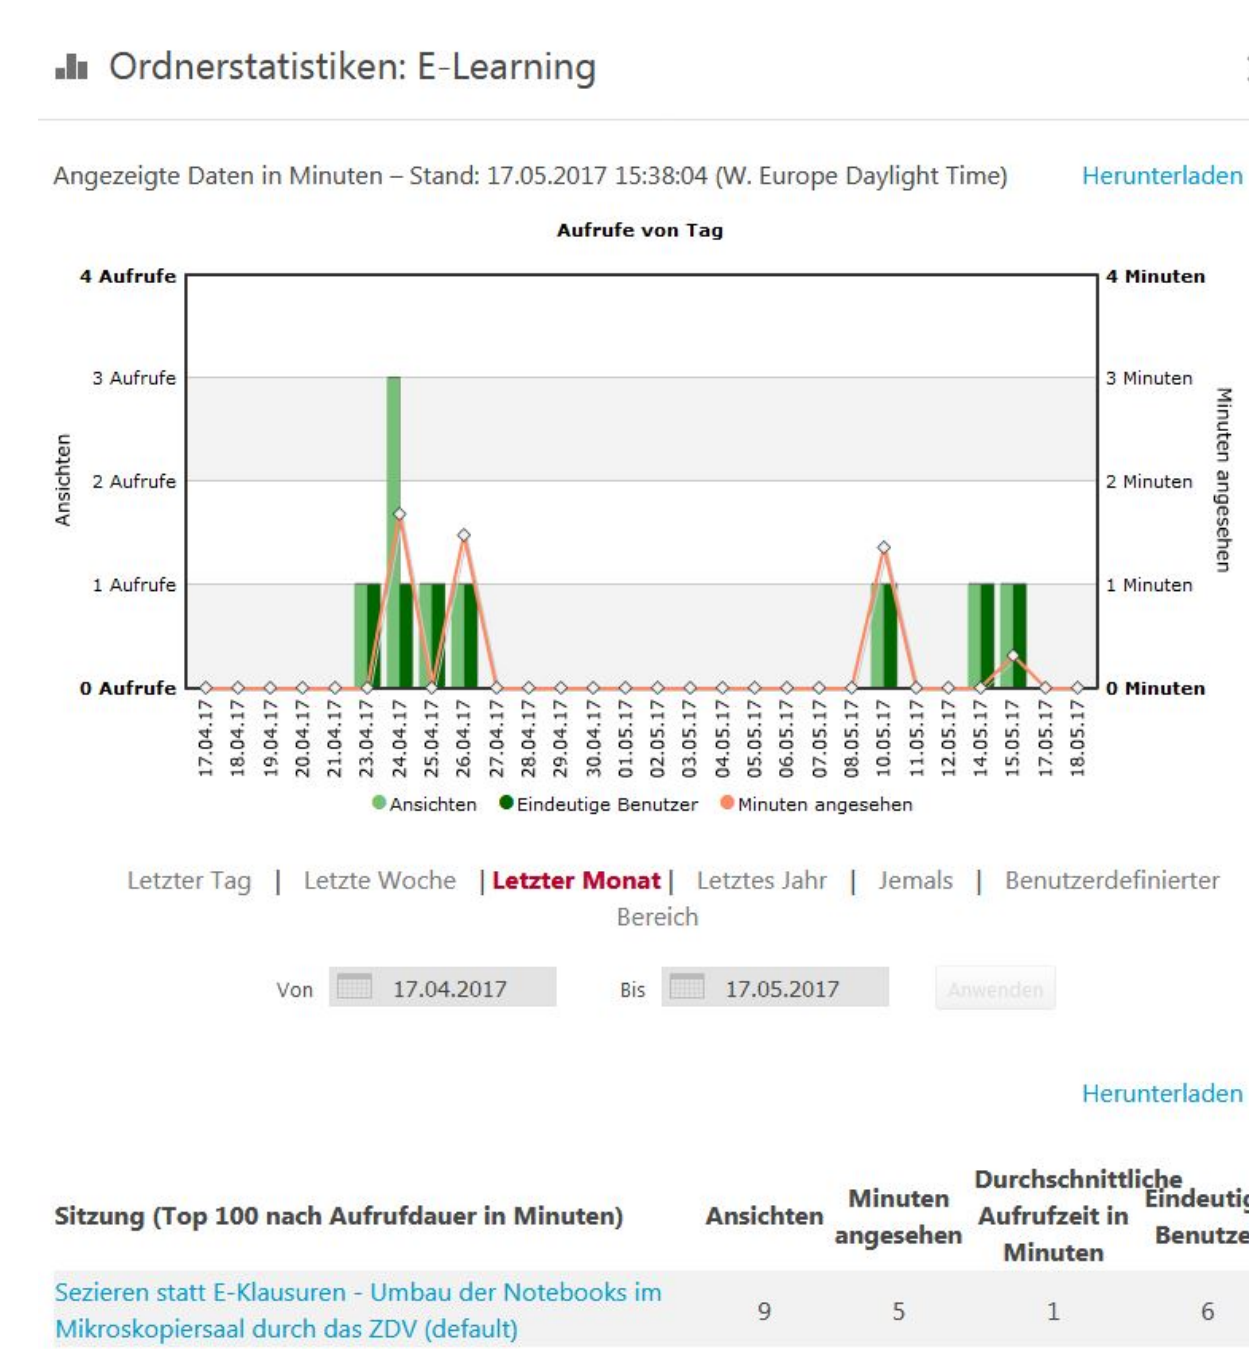 Ordnerstatistiken: E-Learning
Angezeigte Daten in Minuten – Stand: 17.05.2017 15:38:04 (W. Europe Daylight Time) Herunterladen
Aufrufe von Tag
4 Aufrufe 4 Minuten
3 Aufrufe 3 Minuten
2 Aufrufe 2 Minuten
1 Aufrufe 1 Minuten
0 Aufrufe 0 Minuten
Ansichten
Minuten angesehen
17.04.17 18.04.17 19.04.17 20.04.17 21.04.17 23.04.17 24.04.17 25.04.17 26.04.17 27.04.17 28.04.17 29.04.17 30.04.17 01.05.17 02.05.17 03.05.17 04.05.17 05.05.17 06.05.17 07.05.17 08.05.17 10.05.17 11.05.17 12.05.17 14.05.17 15.05.17 17.05.17 18.05.17
Ansichten Eindeutige Benutzer Minuten angesehen
Letzter Tag | Letzte Woche | Letzter Monat | Letztes Jahr | Jemals | Benutzerdefinierter
Bereich
Von 17.04.2017 Bis 17.05.2017 Anwenden
Herunterladen
Sitzung (Top 100 nach Aufrufdauer in Minuten) Ansichten Minuten angesehen Durchschnittliche Aufrufzeit in Minuten Eindeutig Benutze
Sezieren statt E-Klausuren - Umbau der Notebooks im
Mikroskopiersaal durch das ZDV (default) 9 5 1 6